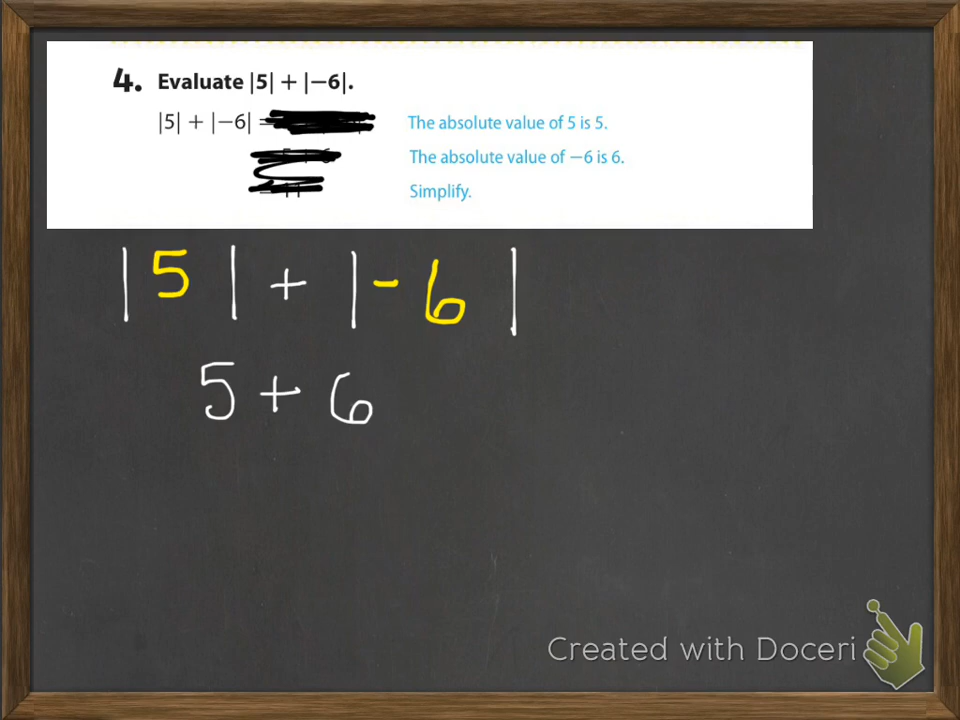 4. Evaluate |5| + |−6|.
|5| + |−6| =
The absolute value of 5 is 5.
The absolute value of −6 is 6.
Simplify.
|5| + |-6|
5 + 6
Created with Doceri